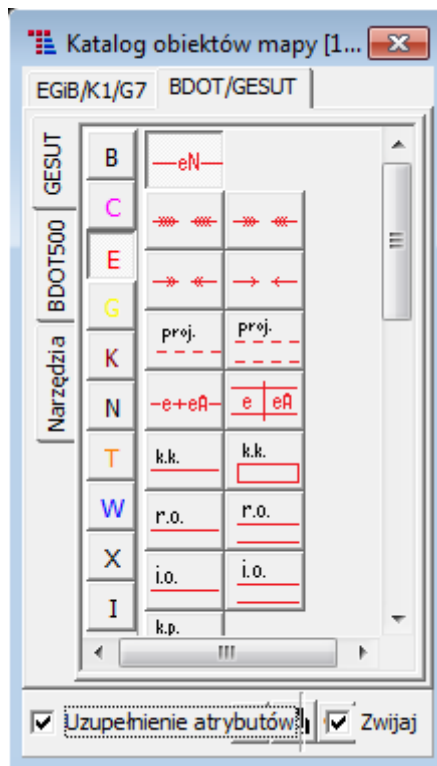 Katalog obiektów mapy [1...
EGiB/K1/G7 BDOT/GESUT
GESUT
BDOT500
Narzędzia
B
C
E
G
K
N
T
W
X
I
eN
proj. proj.
e+eA e eA
k.k. k.k.
r.o. r.o.
i.o. i.o.
k.p.
Uzupełnienie atrybutów Zwijaj